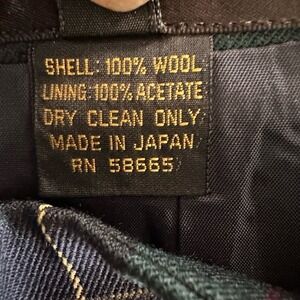 SHELL: 100% WOOL
LINING: 100% ACETATE
DRY CLEAN ONLY
MADE IN JAPAN
RN 58665